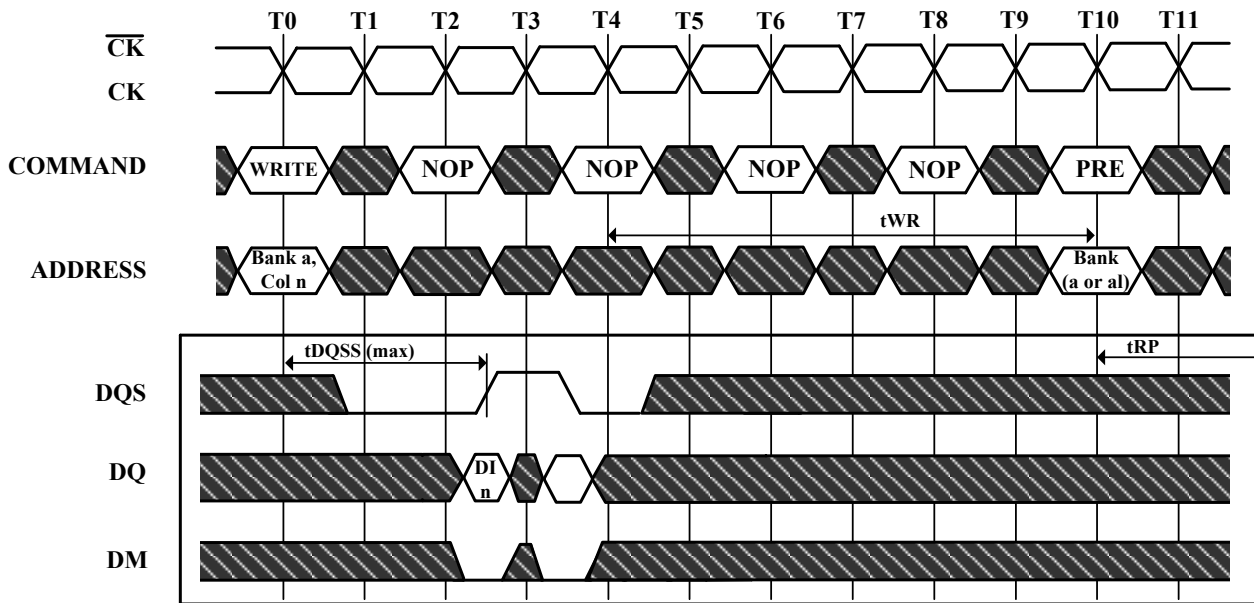 T0 T1 T2 T3 T4 T5 T6 T7 T8 T9 T10 T11
CK
CK
COMMAND WRITE NOP NOP NOP NOP PRE
tWR
ADDRESS Bank a, Col n Bank (a or al)
tDQSS (max) tRP
DQS
DQ DI n
DM